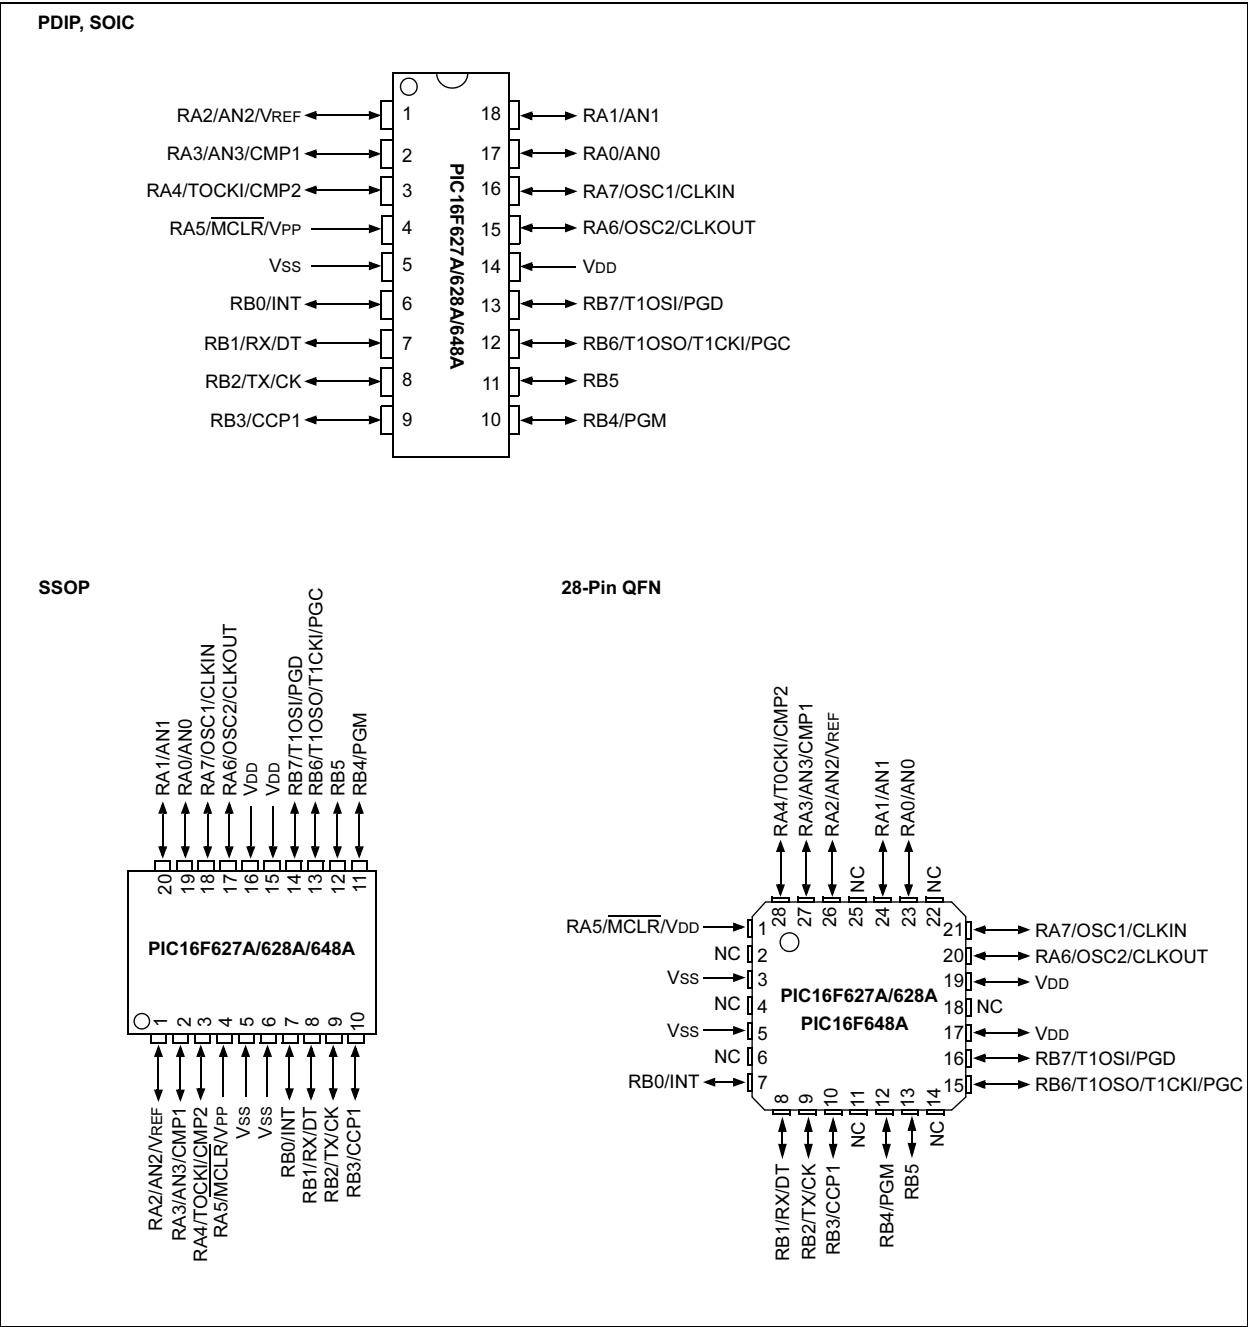 PDIP, SOIC
RA2/AN2/VREF
RA3/AN3/CMP1
RA4/TOCKI/CMP2
RA5/MCLR/VPP
VSS
RB0/INT
RB1/RX/DT
RB2/TX/CK
RB3/CCP1
1
2
3
4
5
6
7
8
9
PIC16F627A/628A/648A
18
17
16
15
14
13
12
11
10
RA1/AN1
RA0/AN0
RA7/OSC1/CLKIN
RA6/OSC2/CLKOUT
VDD
RB7/T1OSI/PGD
RB6/T1OSO/T1CKI/PGC
RB5
RB4/PGM
SSOP
RA1/AN1
RA0/AN0
RA7/OSC1/CLKIN
RA6/OSC2/CLKOUT
VDD
VDD
RB7/T1OSI/PGD
RB6/T1OSO/T1CKI/PGC
RB5
RB4/PGM
20
19
18
17
16
15
14
13
12
11
PIC16F627A/628A/648A
1
2
3
4
5
6
7
8
9
10
RA2/AN2/VREF
RA3/AN3/CMP1
RA4/TOCKI/CMP2
RA5/MCLR/VPP
VSS
VSS
RB0/INT
RB1/RX/DT
RB2/TX/CK
RB3/CCP1
28-Pin QFN
RA4/T0CKI/CMP2
RA3/AN3/CMP1
RA2/AN2/VREF
NC
RA1/AN1
RA0/AN0
NC
28
27
26
25
24
23
22
RA5/MCLR/VDD
NC
VSS
NC
VSS
NC
RB0/INT
1
2
3
4
5
6
7
PIC16F627A/628A
PIC16F648A
21
20
19
18
17
16
15
RA7/OSC1/CLKIN
RA6/OSC2/CLKOUT
VDD
NC
VDD
RB7/T1OSI/PGD
RB6/T1OSO/T1CKI/PGC
8
9
10
11
12
13
14
RB1/RX/DT
RB2/TX/CK
RB3/CCP1
NC
RB4/PGM
RB5
NC